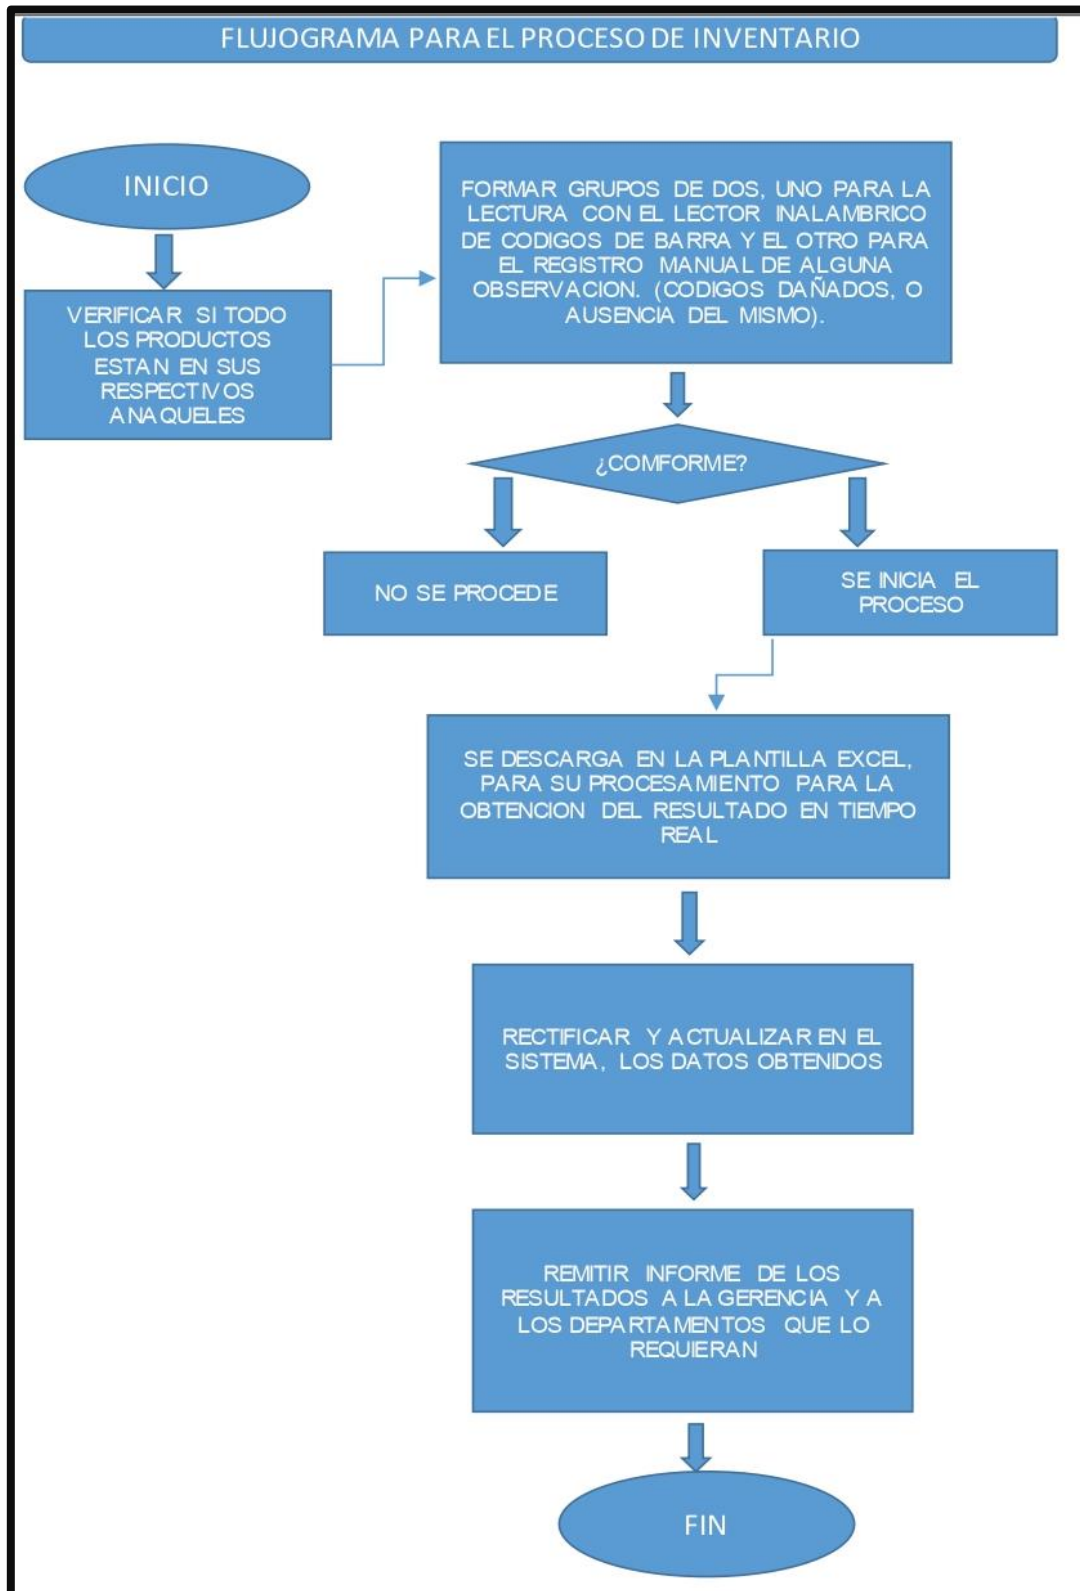 FLUJOGRAMA PARA EL PROCESO DE INVENTARIO
INICIO
VERIFICAR SI TODO
LOS PRODUCTOS
ESTAN EN SUS
RESPECTIVOS
ANAQUELES
FORMAR GRUPOS DE DOS, UNO PARA LA
LECTURA CON EL LECTOR INALAMBRICO
DE CODIGOS DE BARRA Y EL OTRO PARA
EL REGISTRO MANUAL DE ALGUNA
OBSERVACION. (CODIGOS DAÑADOS, O
AUSENCIA DEL MISMO).
¿COMFORME?
NO SE PROCEDE
SE INICIA EL
PROCESO
SE DESCARGA EN LA PLANTILLA EXCEL,
PARA SU PROCESAMIENTO PARA LA
OBTENCION DEL RESULTADO EN TIEMPO
REAL
RECTIFICAR Y ACTUALIZAR EN EL
SISTEMA, LOS DATOS OBTENIDOS
REMITIR INFORME DE LOS
RESULTADOS A LA GERENCIA Y A
LOS DEPARTAMENTOS QUE LO
REQUIERAN
FIN